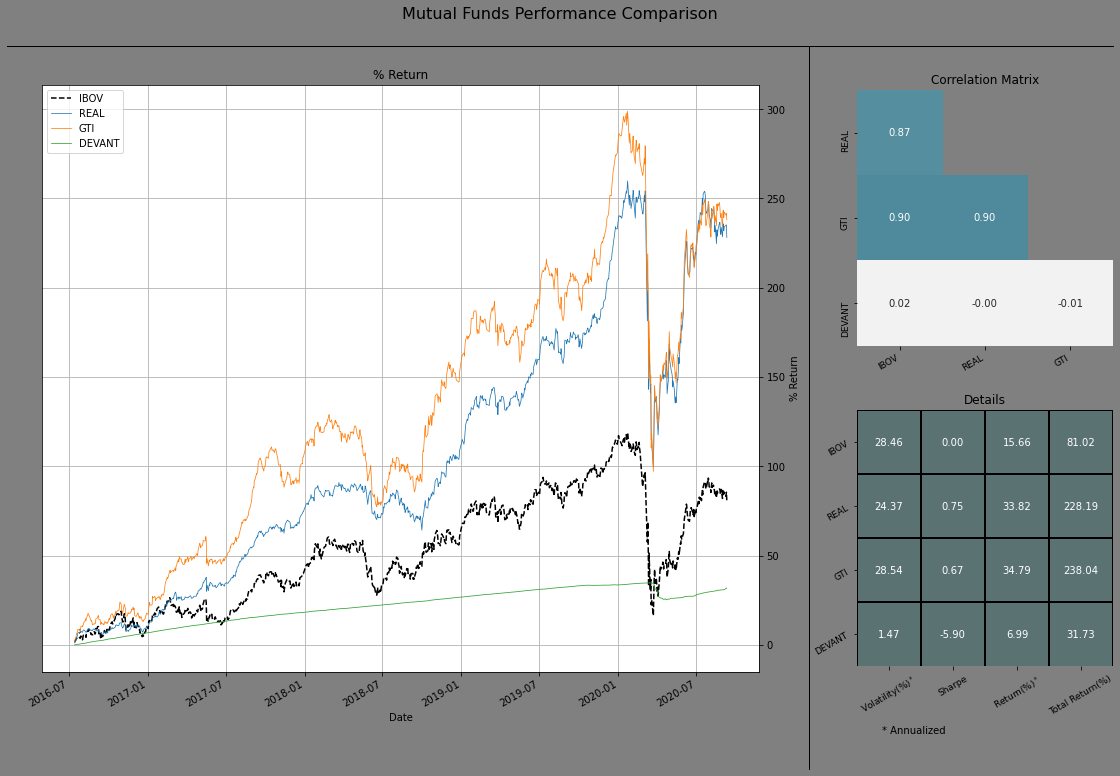 Mutual Funds Performance Comparison
% Return
IBOV
REAL
GTI
DEVANT
300
250
200
150
100
50
0
% Return
2016-07
2017-01
2017-07
2018-01
2018-07
2019-01
2019-07
2020-01
2020-07
Date
Correlation Matrix
REAL 0.87
GTI 0.90 0.90
DEVANT 0.02 -0.00 -0.01
IBOV REAL GTI
Details
IBOV 28.46 0.00 15.66 81.02
REAL 24.37 0.75 33.82 228.19
GTI 28.54 0.67 34.79 238.04
DEVANT 1.47 -5.90 6.99 31.73
Volatility(%)* Sharpe Return(%)* Total Return(%)
* Annualized